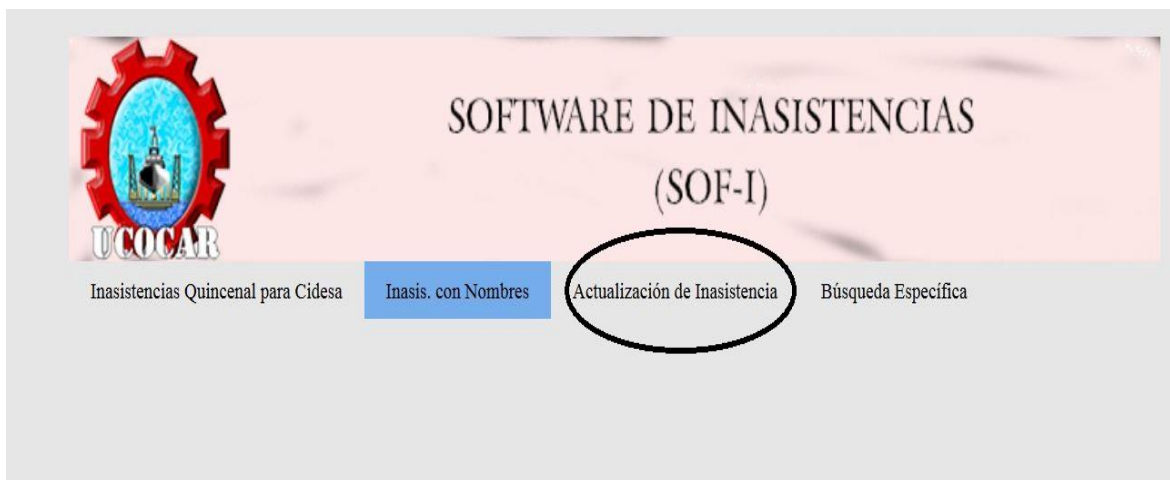 SOFTWARE DE INASISTENCIAS
(SOF-I)
UCOCAR
Inasistencias Quincenal para Cidesa Inasis. con Nombres Actualización de Inasistencia Búsqueda Específica